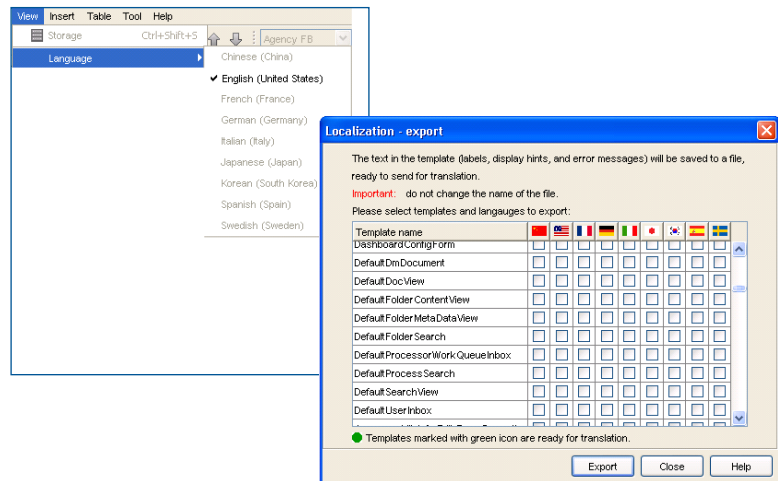 View Insert Table Tool Help
Storage Ctrl+Shift+S
Agency FB
Language
Chinese (China)
English (United States)
French (France)
German (Germany)
Italian (Italy)
Japanese (Japan)
Korean (South Korea)
Spanish (Spain)
Swedish (Sweden)
Localization - export
The text in the template (labels, display hints, and error messages) will be saved to a file,
ready to send for translation.
Important: do not change the name of the file.
Please select templates and langauges to export:
Template name
DashboardConfigForm
DefaultDmDocument
DefaultDocView
DefaultFolderContentView
DefaultFolderMetaDataView
DefaultFolderSearch
DefaultProcessorWorkQueueInbox
DefaultProcessSearch
DefaultSearchView
DefaultUserInbox
Templates marked with green icon are ready for translation.
Export Close Help